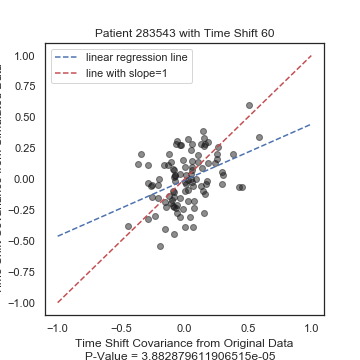 Patient 283543 with Time Shift 60
linear regression line
line with slope=1
1.00
0.75
0.50
0.25
0.00
−0.25
−0.50
−0.75
−1.00
−1.0
−0.5
0.0
0.5
1.0
Time Shift Covariance from Original Data
P-Value = 3.882879611906515e-05